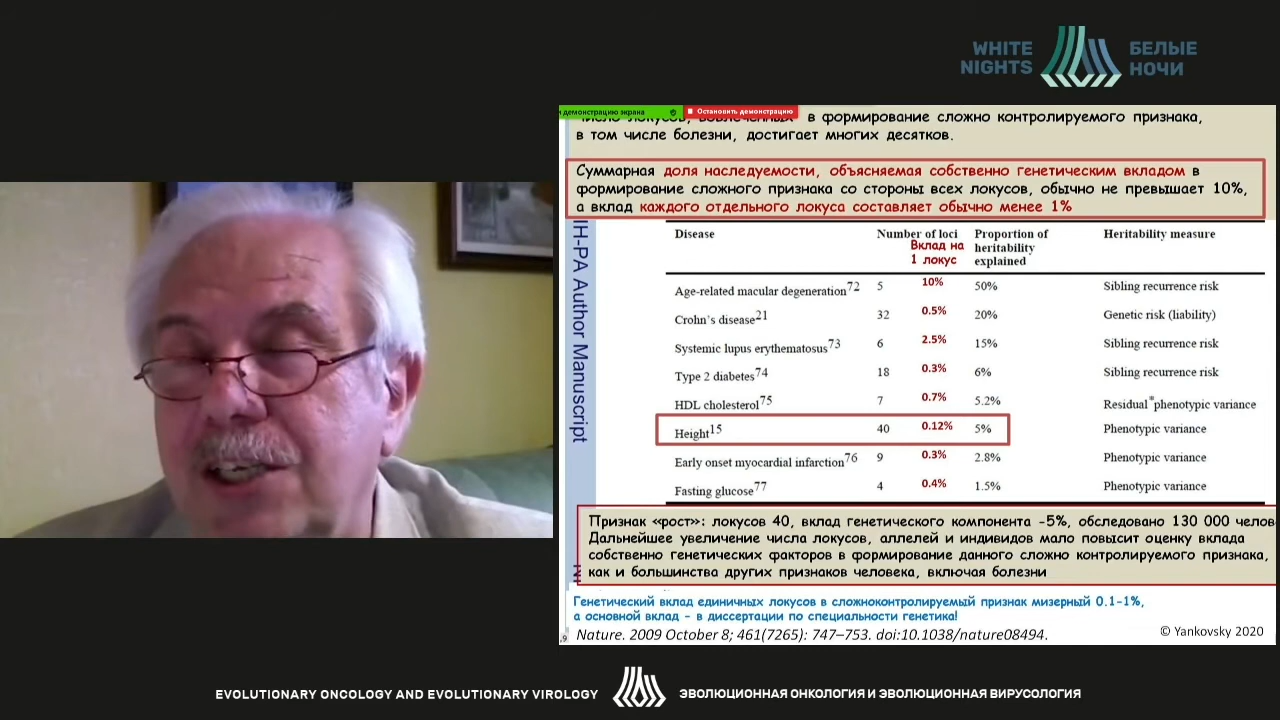 WHITE
NIGHTS
БЕЛЫЕ
НОЧИ
демонстрацию экрана
Остановить демонстрацию
в формирование сложно контролируемого признака,
в том числе болезни, достигает многих десятков.
Суммарная доля наследуемости, объясняемая собственно генетическим вкладом в
формирование сложного признака со стороны всех локусов, обычно не превышает 10%,
а вклад каждого отдельного локуса составляет обычно менее 1%
IH-PA Author Manuscript
Disease Number of loci Вклад на 1 локус Proportion of heritability explained Heritability measure
Age-related macular degeneration72 5 10% 50% Sibling recurrence risk
Crohn's disease21 32 0.5% 20% Genetic risk (liability)
Systemic lupus erythematosus73 6 2.5% 15% Sibling recurrence risk
Type 2 diabetes74 18 0.3% 6% Sibling recurrence risk
HDL cholesterol75 7 0.7% 5.2% Residual*phenotypic variance
Height15 40 0.12% 5% Phenotypic variance
Early onset myocardial infarction76 9 0.3% 2.8% Phenotypic variance
Fasting glucose77 4 0.4% 1.5% Phenotypic variance
Признак «рост»: локусов 40, вклад генетического компонента -5%, обследовано 130 000 челов
Дальнейшее увеличение числа локусов, аллелей и индивидов мало повысит оценку вклада
собственно генетических факторов в формирование данного сложно контролируемого признака,
как и большинства других признаков человека, включая болезни
Генетический вклад единичных локусов в сложноконтролируемый признак мизерный 0.1-1%,
а основной вклад - в диссертации по специальности генетика!
Nature. 2009 October 8; 461(7265): 747–753. doi:10.1038/nature08494.
© Yankovsky 2020
EVOLUTIONARY ONCOLOGY AND EVOLUTIONARY VIROLOGY
ЭВОЛЮЦИОННАЯ ОНКОЛОГИЯ И ЭВОЛЮЦИОННАЯ ВИРУСОЛОГИЯ